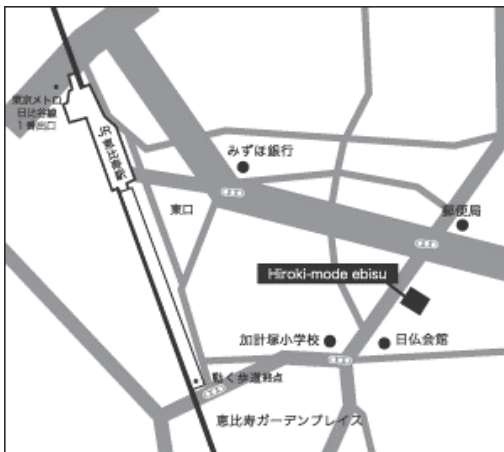 東京メトロ
日比谷線
1番出口
JR恵比寿駅
みずほ銀行
東口
郵便局
Hiroki-mode ebisu
加計塚小学校
日仏会館
動く歩道終点
恵比寿ガーデンプレイス